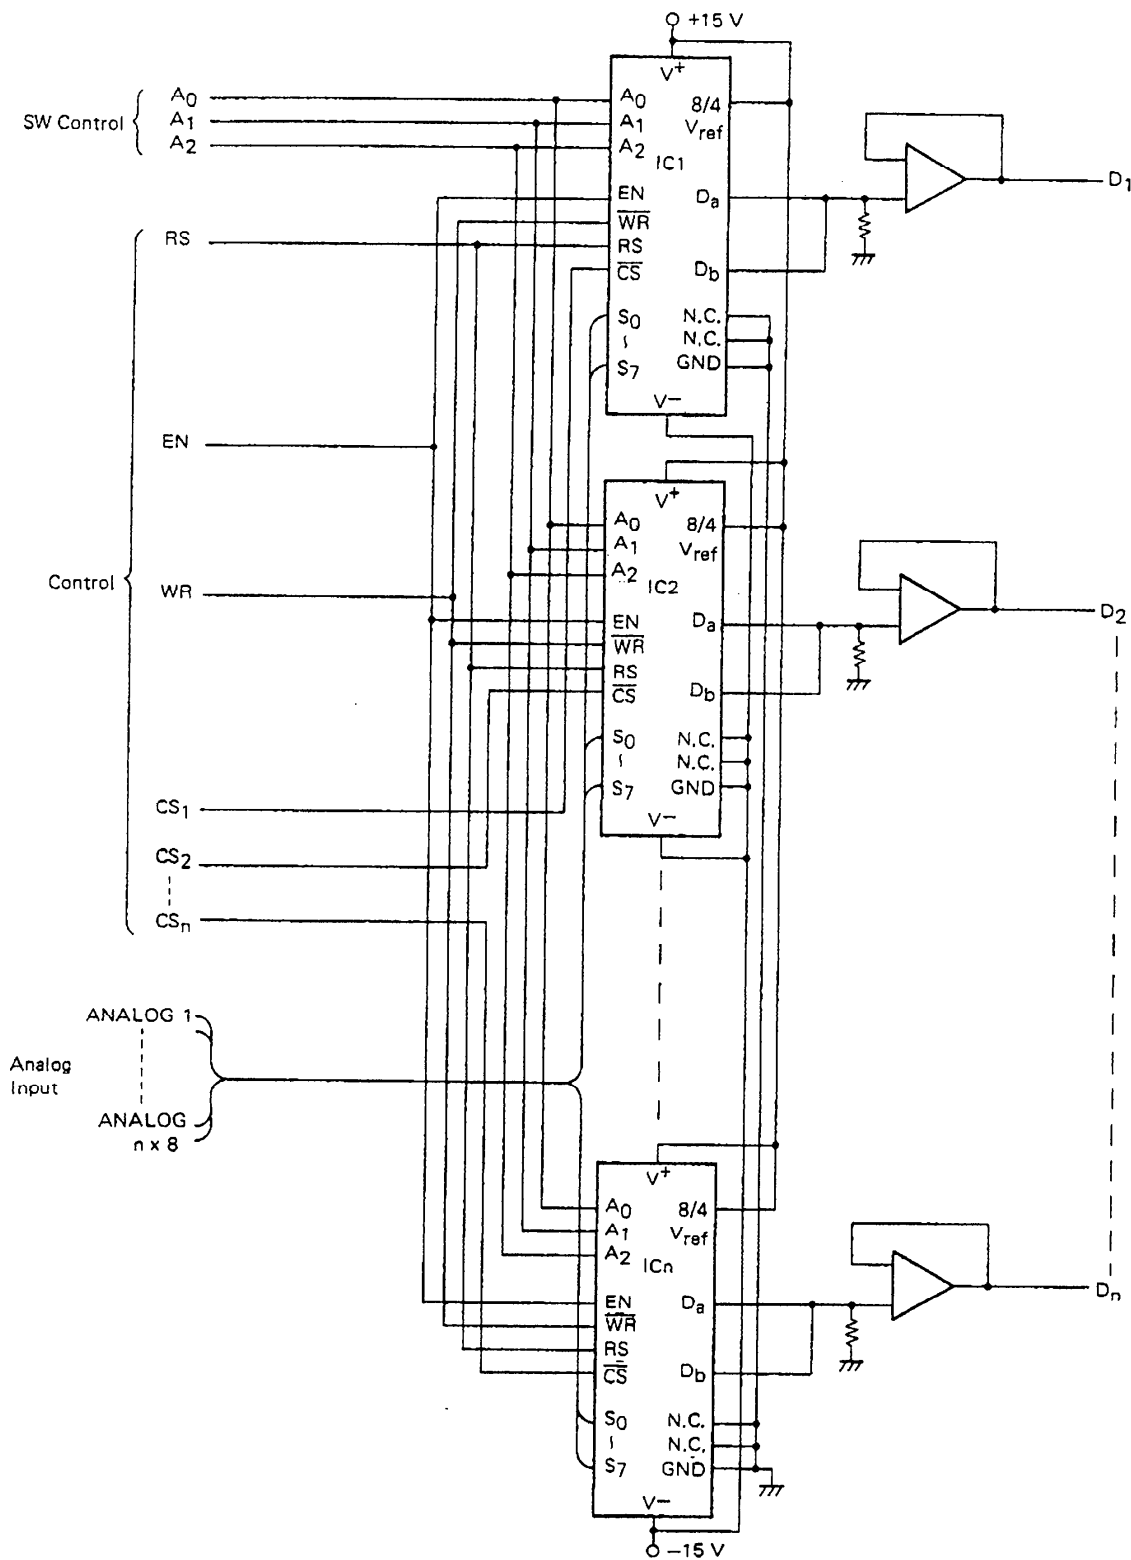 +15 V
SW Control
A0
A1
A2
Control
RS
EN
WR
CS1
CS2
CSn
Analog
Input
ANALOG 1
ANALOG
n x 8
V+
A0
A1
A2
IC1
EN
WR
RS
CS
S0
~
S7
V−
8/4
Vref
Da
Db
N.C.
N.C.
GND
D1
V+
A0
A1
A2
IC2
EN
WR
RS
CS
S0
~
S7
V−
8/4
Vref
Da
Db
N.C.
N.C.
GND
D2
V+
A0
A1
A2
ICn
EN
WR
RS
CS
S0
~
S7
V−
8/4
Vref
Da
Db
N.C.
N.C.
GND
Dn
−15 V